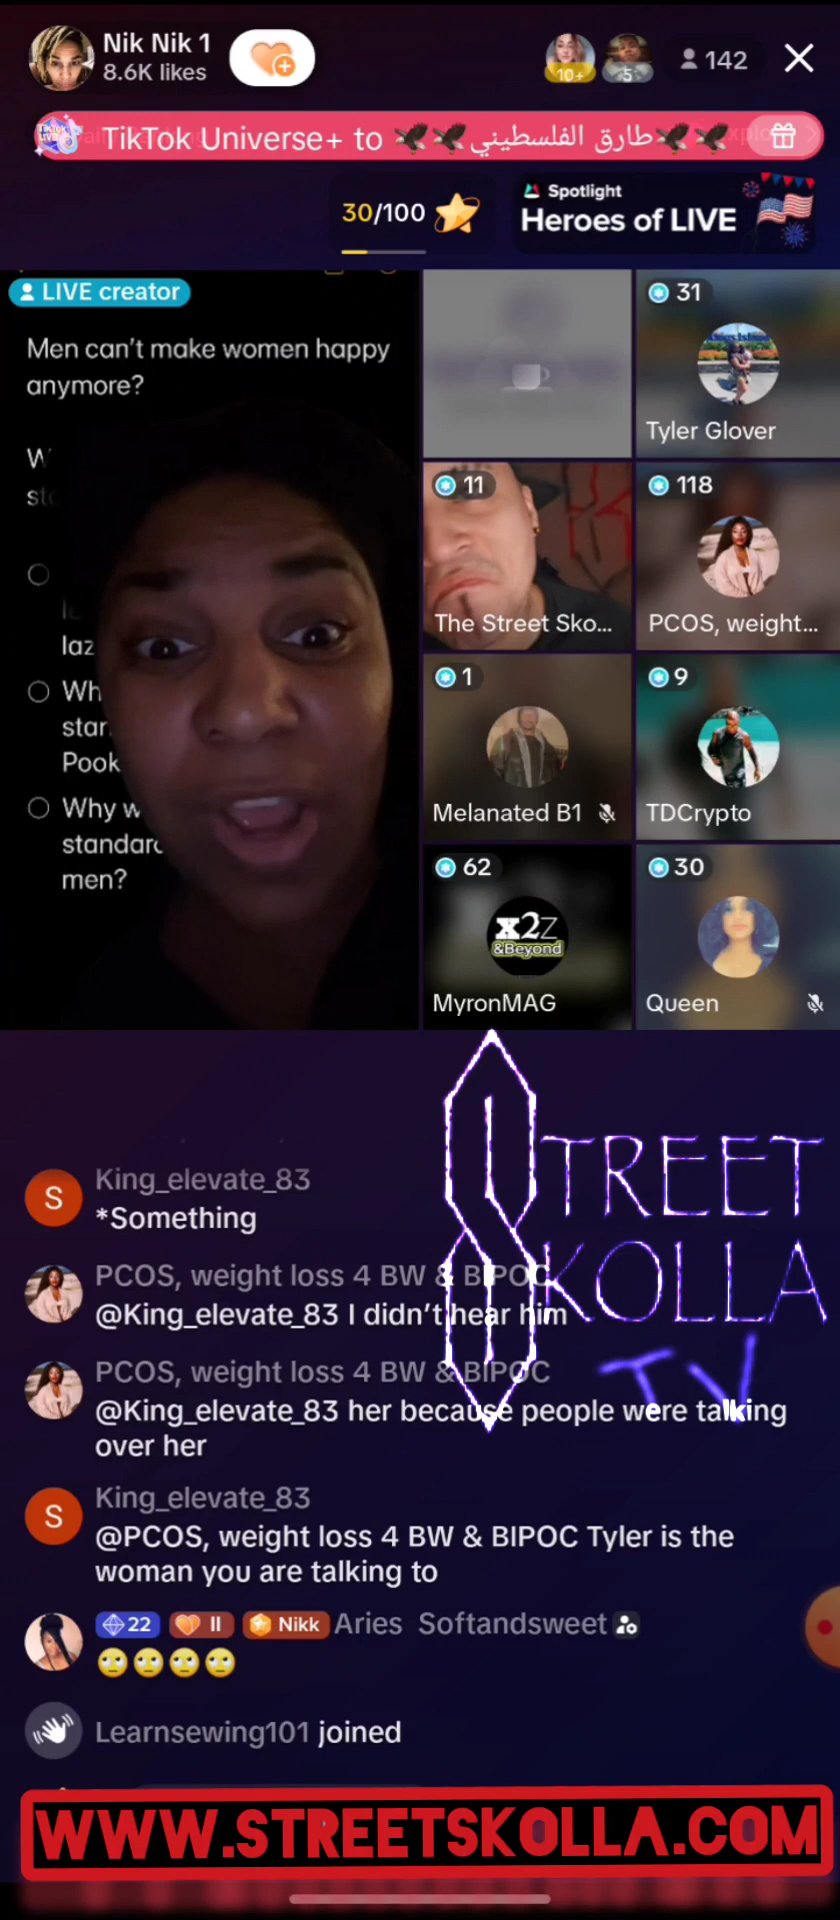 Nik Nik 1
8.6K likes
10+
5
142
TikTok Universe+ to طارق الفلسطيني
30/100
Spotlight
Heroes of LIVE
LIVE creator
Men can't make women happy
anymore?
laz
Wh
star
Pook
Why w
standard
men?
31
Tyler Glover
11
The Street Sko...
118
PCOS, weight...
1
Melanated B1
9
TDCrypto
62
x2z
&Beyond
MyronMAG
30
Queen
STREET
SKOLLA
TV
S
King_elevate_83
*Something
PCOS, weight loss 4 BW & BIPOC
@King_elevate_83 I didn't hear him
PCOS, weight loss 4 BW & BIPOC
@King_elevate_83 her because people were talking
over her
S
King_elevate_83
@PCOS, weight loss 4 BW & BIPOC Tyler is the
woman you are talking to
22 II Nikk Aries Softandsweet
Learnsewing101 joined
WWW.STREETSKOLLA.COM